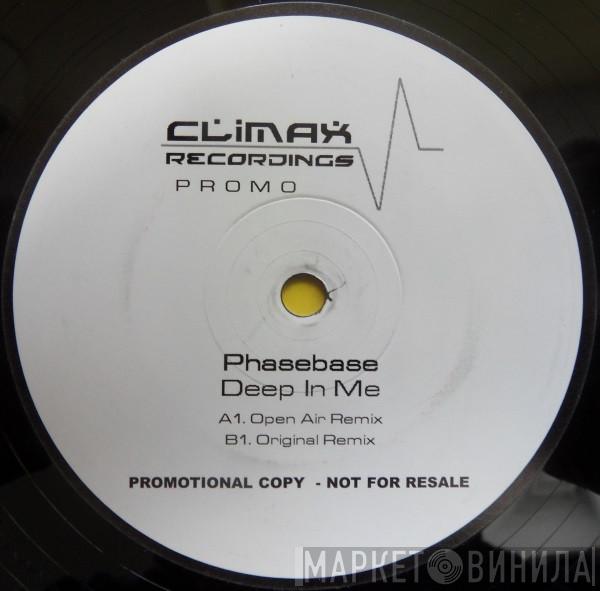 CLiMAX
RECORDINGS
PROMO
Phasebase
Deep In Me
A1. Open Air Remix
B1. Original Remix
PROMOTIONAL COPY - NOT FOR RESALE
МАРКЕТ ВИНИЛА